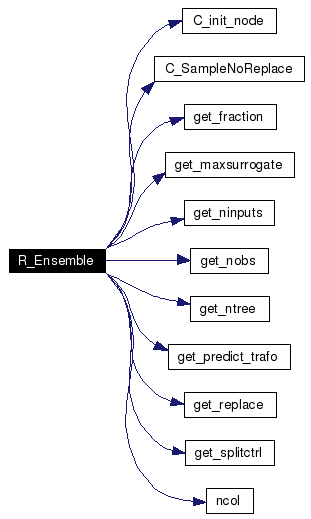 C_init_node
C_SampleNoReplace
get_fraction
get_maxsurrogate
get_ninputs
R_Ensemble
get_nobs
get_ntree
get_predict_trafo
get_replace
get_splitctrl
ncol